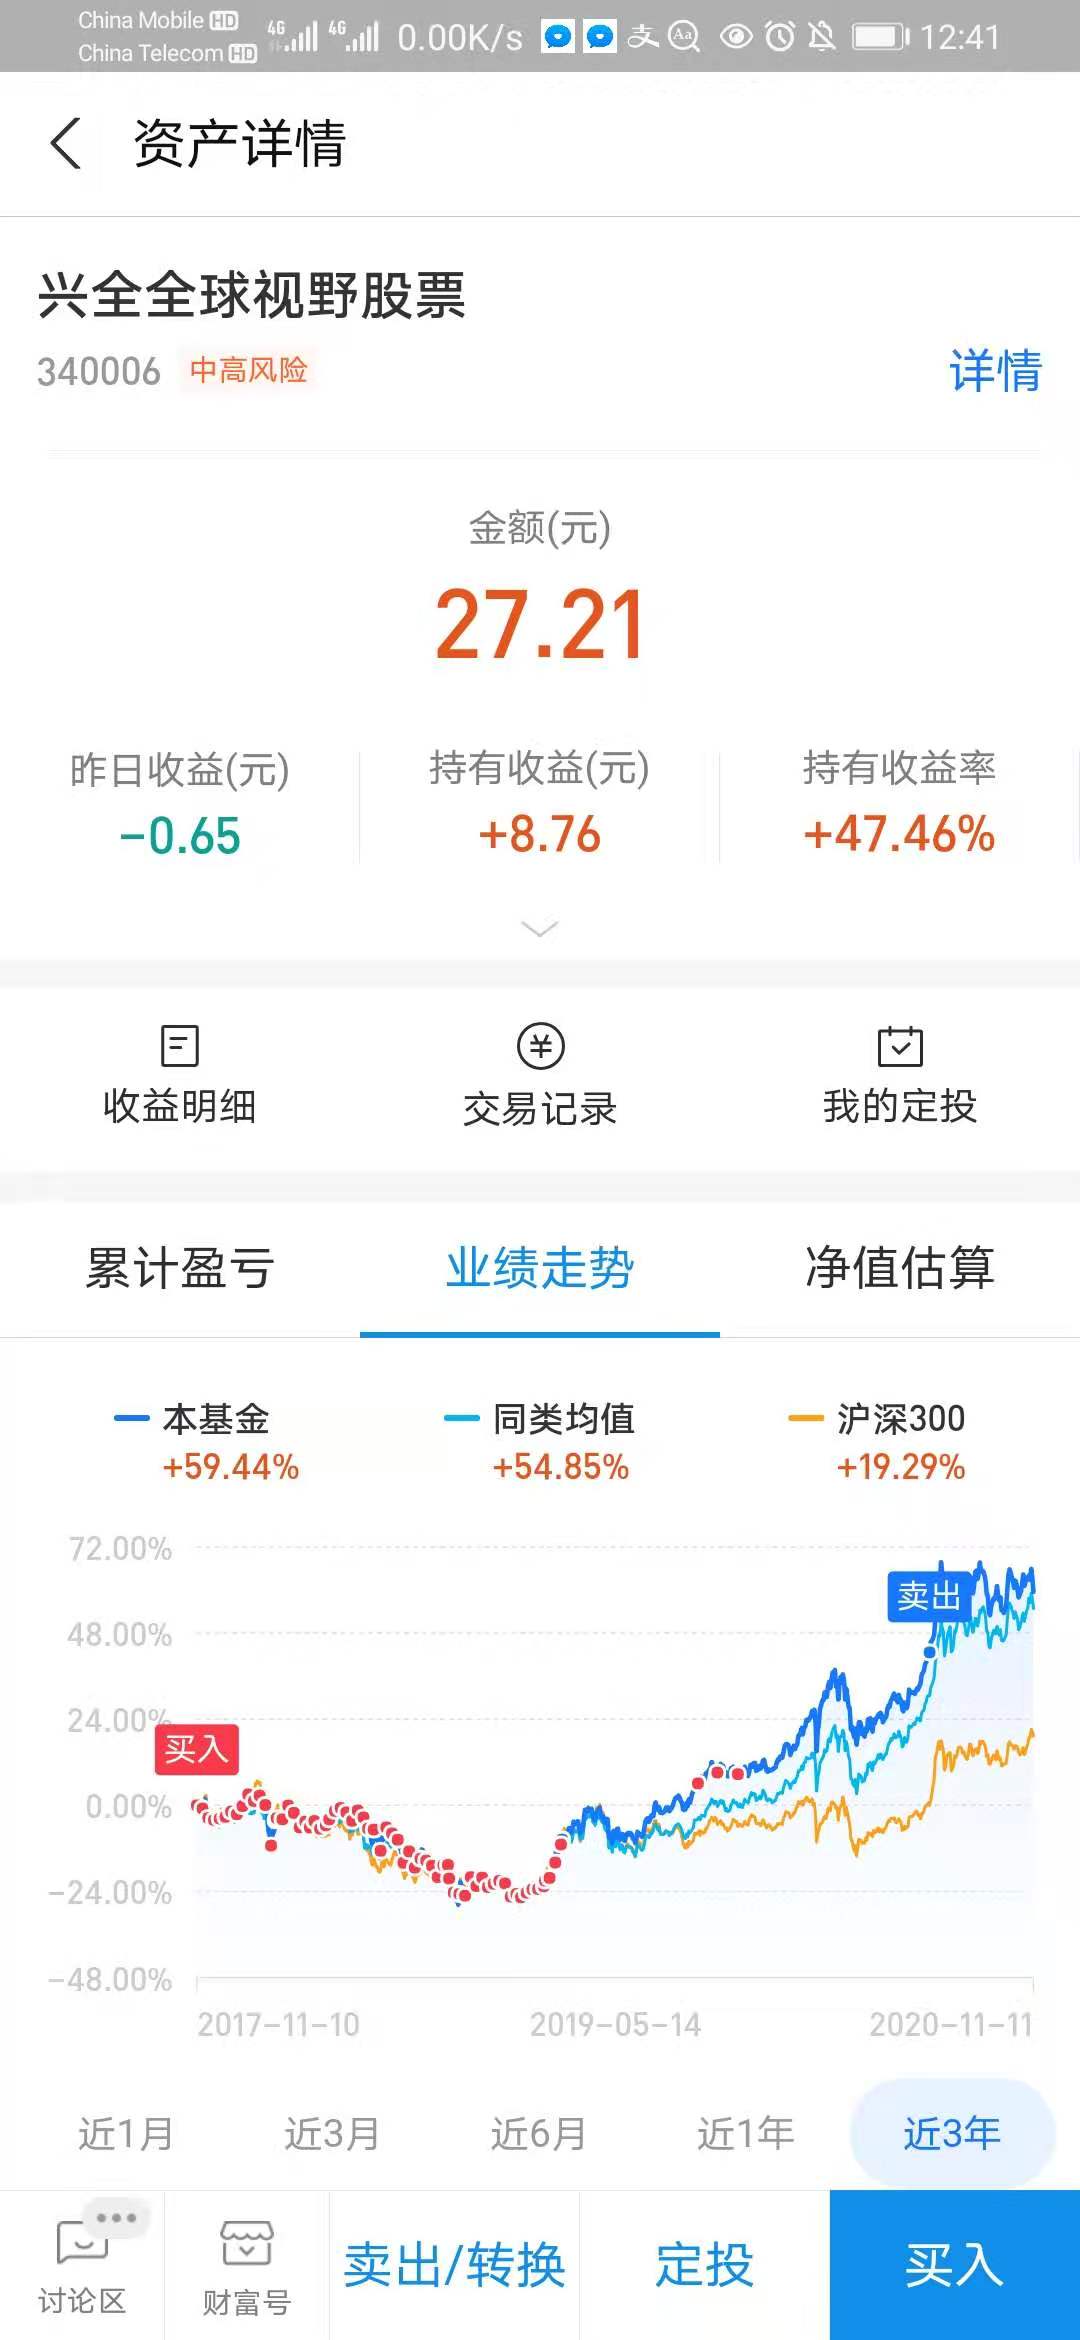 China Mobile HD
China Telecom HD
4G 4G 0.00K/s 支 Aa 12:41
资产详情
兴全全球视野股票
340006 中高风险 详情
金额(元)
27.21
昨日收益(元) 持有收益(元) 持有收益率
-0.65 +8.76 +47.46%
收益明细 交易记录 我的定投
累计盈亏 业绩走势 净值估算
本基金 同类均值 沪深300
+59.44% +54.85% +19.29%
72.00%
卖出
48.00%
24.00%
买入
0.00%
-24.00%
-48.00%
2017-11-10 2019-05-14 2020-11-11
近1月 近3月 近6月 近1年 近3年
讨论区 财富号 卖出/转换 定投 买入